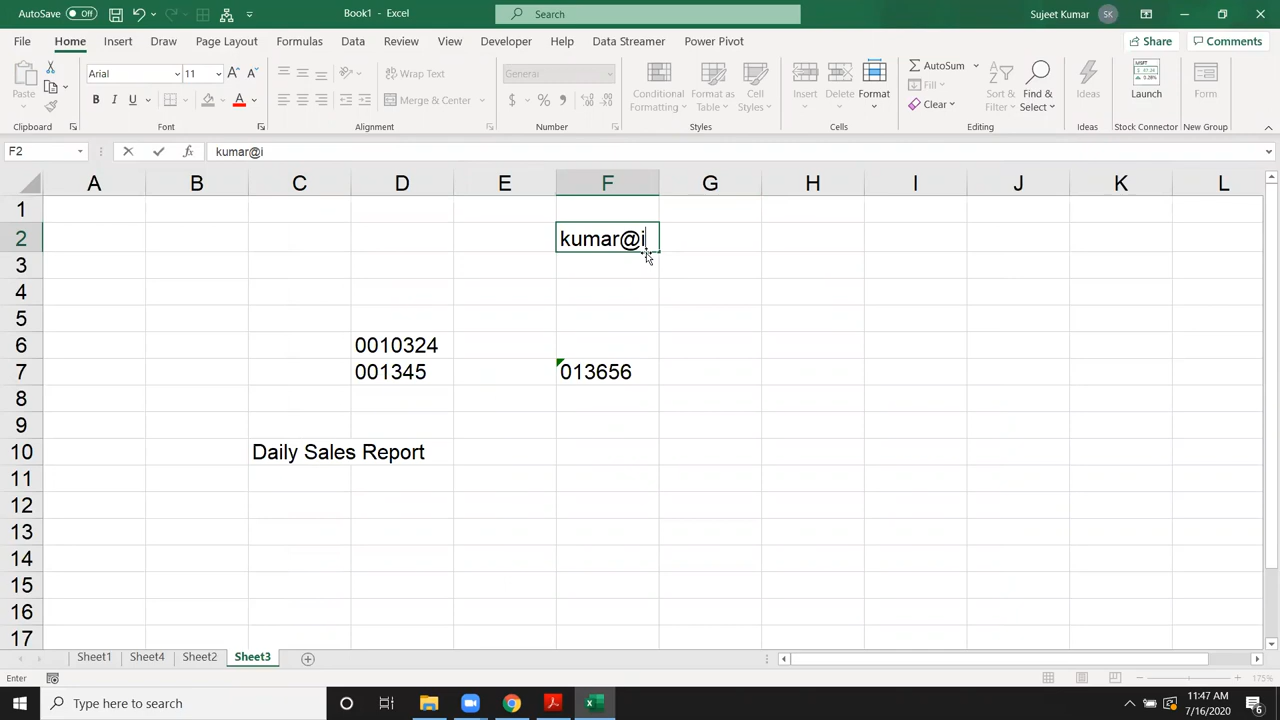 AutoSave Off Book1 - Excel Search Sujeet Kumar SK
File Home Insert Draw Page Layout Formulas Data Review View Developer Help Data Streamer Power Pivot Share Comments
Paste Arial 11 Wrap Text General Conditional Formatting Format as Table Cell Styles Insert Delete Format AutoSum Sort & Filter Find & Select Ideas Launch Form
B I U A Merge & Center $ % Fill
Clear
Clipboard Font Alignment Number Styles Cells Editing Ideas Stock Connector New Group
F2 fx kumar@i
A B C D E F G H I J K L
1
2 kumar@i
3
4
5
6 0010324
7 001345 013656
8
9
10 Daily Sales Report
11
12
13
14
15
16
17
Sheet1 Sheet4 Sheet2 Sheet3
Enter 175%
Type here to search 11:47 AM
7/16/2020 6